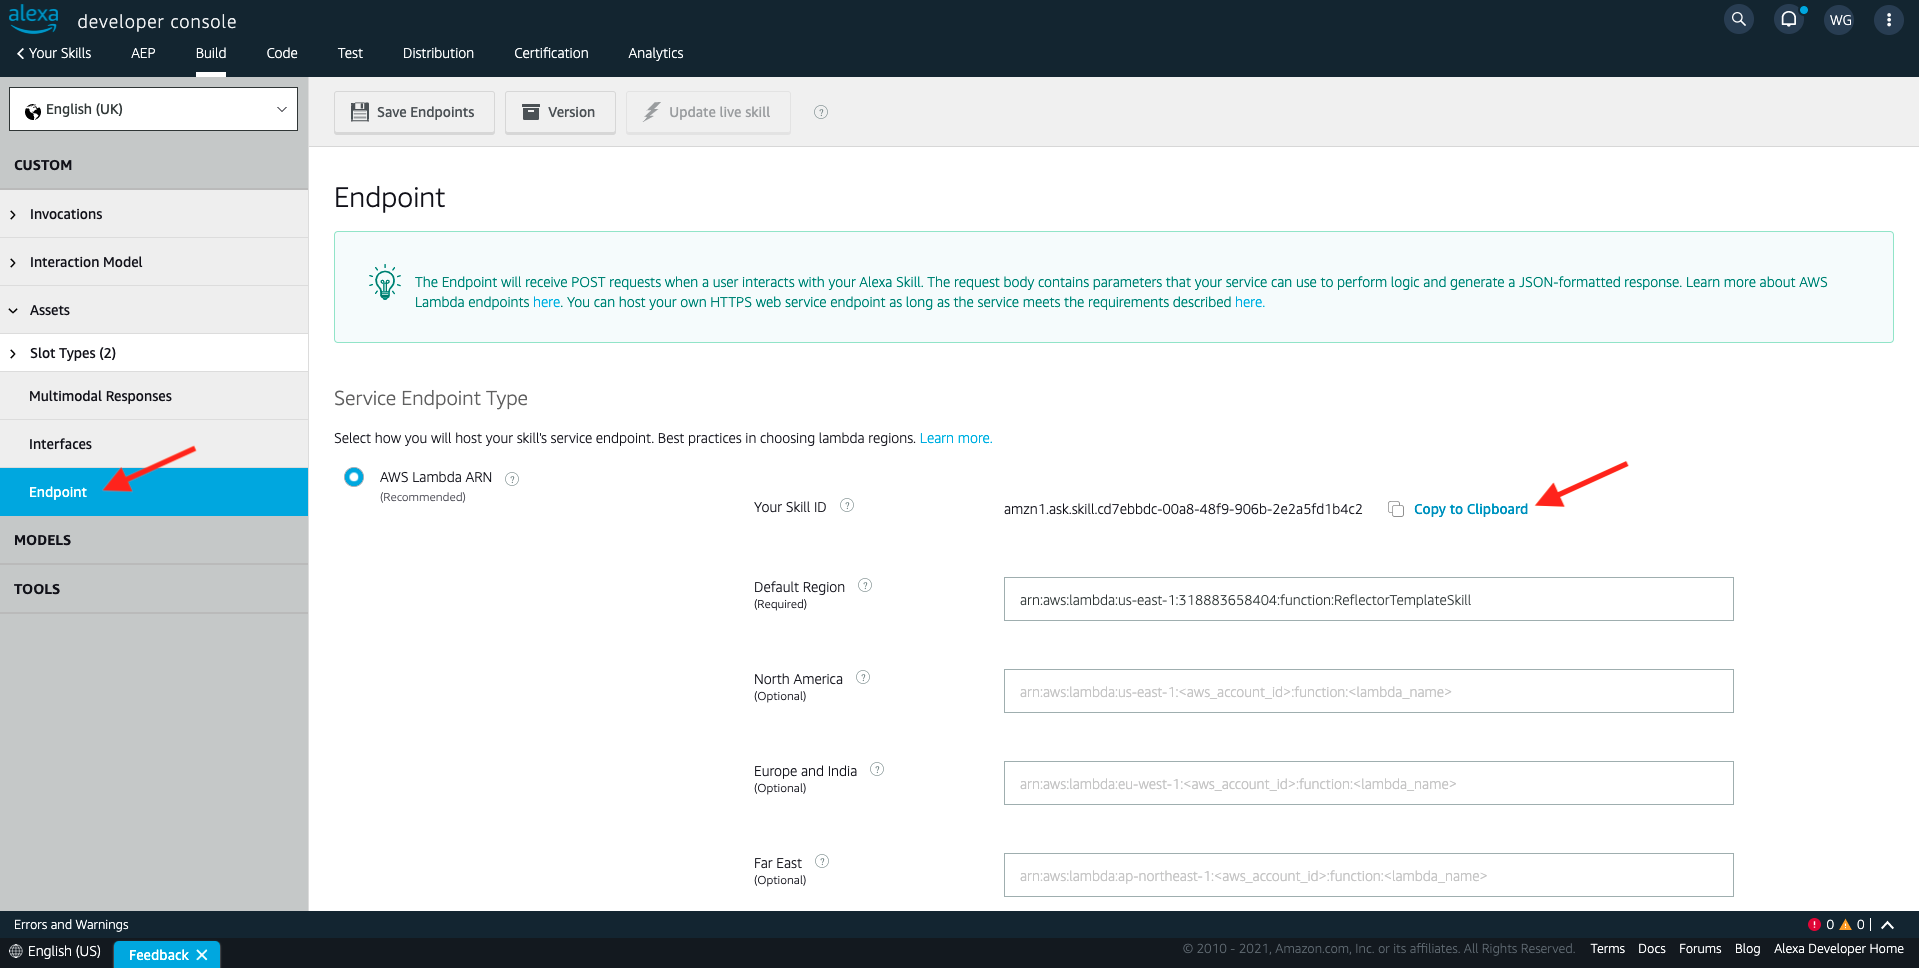 alexa developer console
WG
Your Skills AEP Build Code Test Distribution Certification Analytics
English (UK)
Save Endpoints Version Update live skill ?
CUSTOM
Invocations
Interaction Model
Assets
Slot Types (2)
Multimodal Responses
Interfaces
Endpoint
MODELS
TOOLS
Endpoint
The Endpoint will receive POST requests when a user interacts with your Alexa Skill. The request body contains parameters that your service can use to perform logic and generate a JSON-formatted response. Learn more about AWS
Lambda endpoints here. You can host your own HTTPS web service endpoint as long as the service meets the requirements described here.
Service Endpoint Type
Select how you will host your skill's service endpoint. Best practices in choosing lambda regions. Learn more.
AWS Lambda ARN ?
(Recommended)
Your Skill ID ? amzn1.ask.skill.cd7ebbdc-00a8-48f9-906b-2e2a5fd1b4c2 Copy to Clipboard
Default Region ?
(Required)
arn:aws:lambda:us-east-1:318883658404:function:ReflectorTemplateSkill
North America ?
(Optional)
arn:aws:lambda:us-east-1:<aws_account_id>:function:<lambda_name>
Europe and India ?
(Optional)
arn:aws:lambda:eu-west-1:<aws_account_id>:function:<lambda_name>
Far East ?
(Optional)
arn:aws:lambda:ap-northeast-1:<aws_account_id>:function:<lambda_name>
Errors and Warnings ! 0 0
English (US) Feedback
© 2010 - 2021, Amazon.com, Inc. or its affiliates. All Rights Reserved. Terms Docs Forums Blog Alexa Developer Home